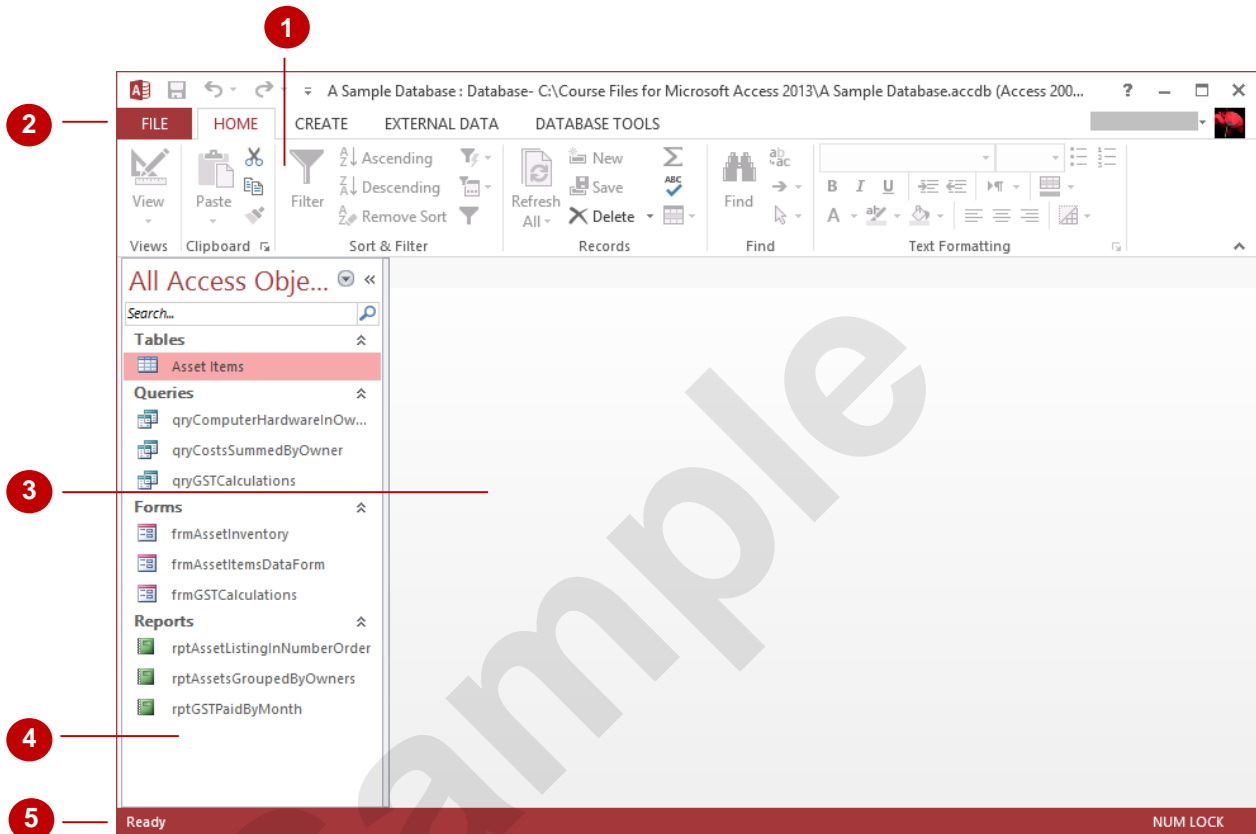 1
A Sample Database : Database- C:\Course Files for Microsoft Access 2013\A Sample Database.accdb (Access 200... ?
2
FILE HOME CREATE EXTERNAL DATA DATABASE TOOLS
View
Paste
Filter
Ascending
Descending
Remove Sort
Refresh All
New
Save
Delete
Find
B I U
A
Views Clipboard Sort & Filter Records Find Text Formatting
All Access Obje...
Search...
Tables
Asset Items
Queries
qryComputerHardwareInOw...
qryCostsSummedByOwner
3
qryGSTCalculations
Forms
frmAssetInventory
frmAssetItemsDataForm
frmGSTCalculations
Reports
rptAssetListingInNumberOrder
rptAssetsGroupedByOwners
rptGSTPaidByMonth
4
5
Ready NUM LOCK
ample